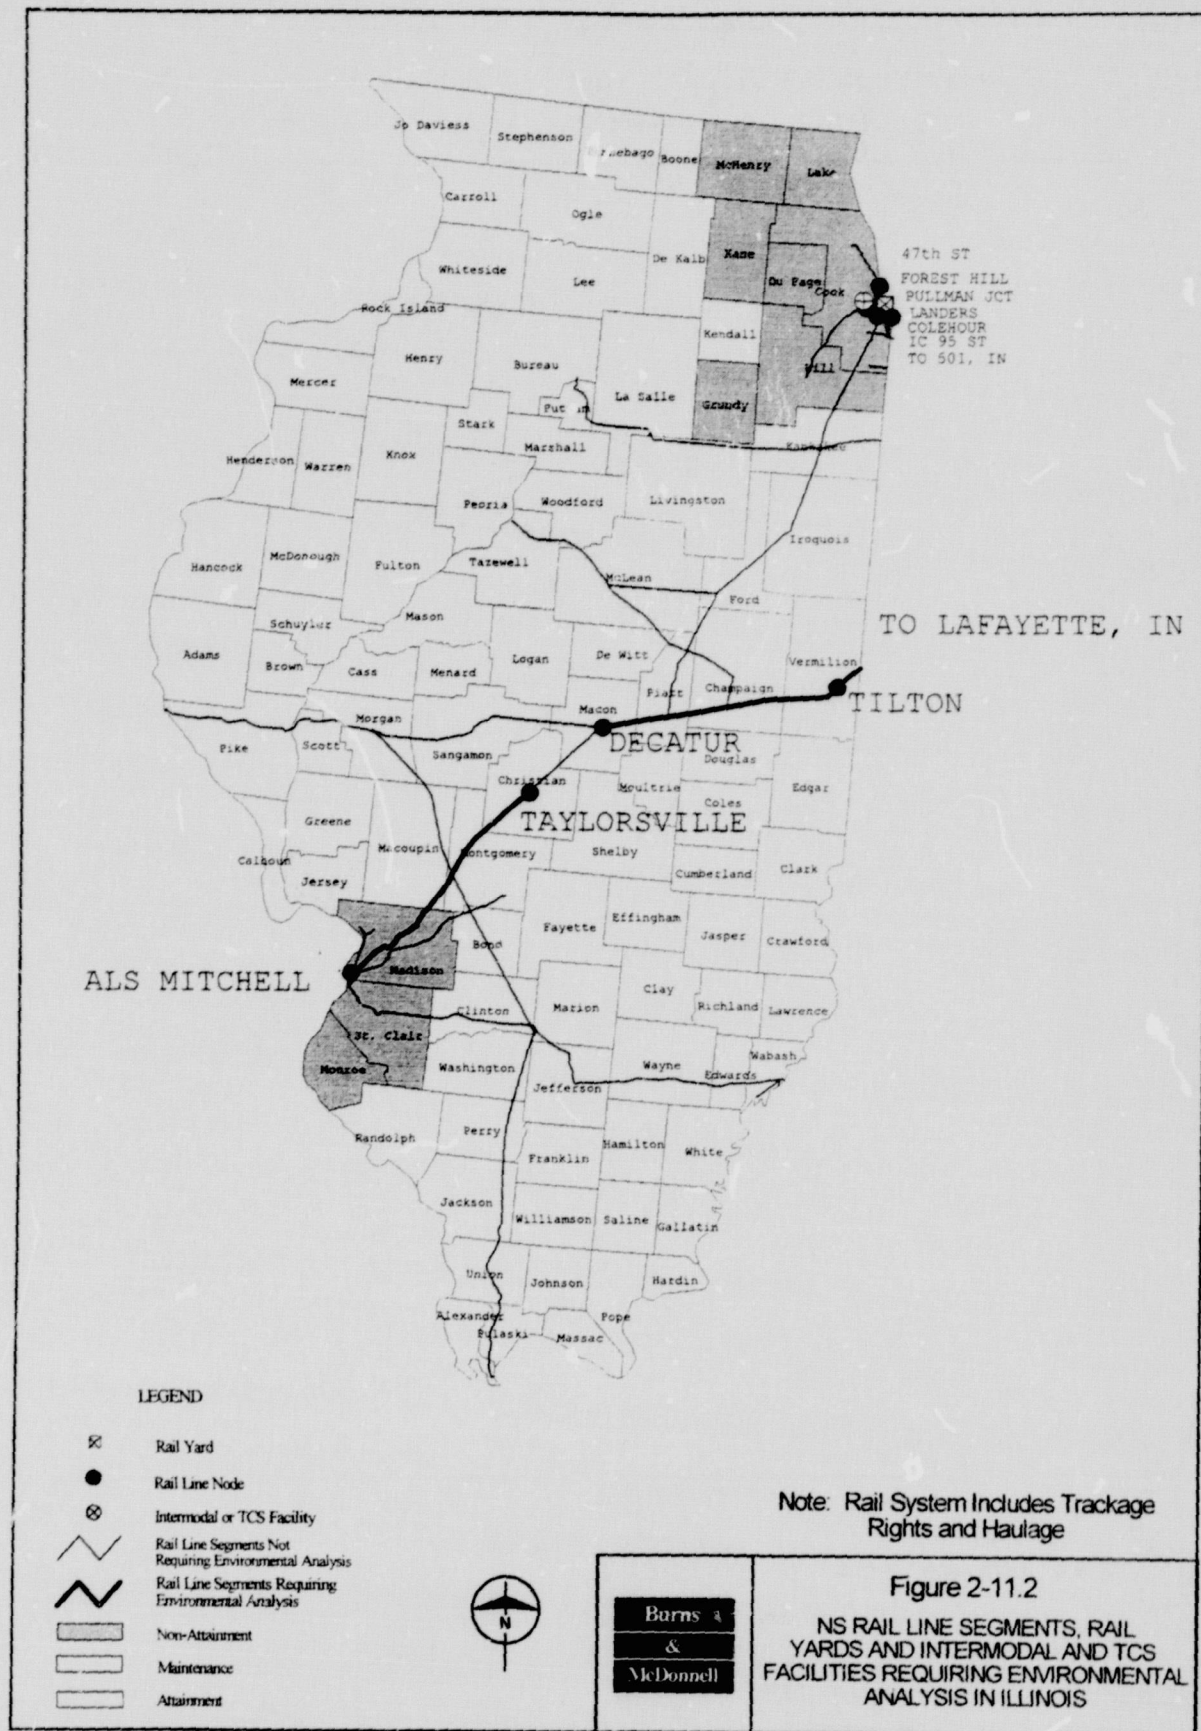 Jo Daviess
Stephenson
Boone
McHenry
Lake
Carroll
Ogle
Whiteside
Lee
De Kalb
Kane
Du Page
Cook
47th ST
FOREST HILL
PULLMAN JCT
LANDERS
COLEHOUR
IC 95 ST
TO 501, IN
Rock Island
Henry
Bureau
Kendall
Mercer
La Salle
Will
Grundy
Stark
Marshall
Kankakee
Henderson
Warren
Knox
Peoria
Woodford
Livingston
Iroquois
Hancock
McDonough
Fulton
Tazewell
McLean
Ford
Schuyler
Mason
TO LAFAYETTE, IN
Adams
Brown
Cass
Menard
Logan
De Witt
Piatt
Champaign
Vermilion
TILTON
Macon
DECATUR
Morgan
Pike
Scott
Sangamon
Christian
Moultrie
Douglas
Coles
Edgar
TAYLORSVILLE
Greene
Macoupin
Montgomery
Shelby
Cumberland
Clark
Calhoun
Jersey
Fayette
Effingham
Jasper
Crawford
Bond
ALS MITCHELL
Madison
Clinton
Marion
Clay
Richland
Lawrence
St. Clair
Monroe
Washington
Jefferson
Wayne
Edwards
Wabash
Randolph
Perry
Franklin
Hamilton
White
Jackson
Williamson
Saline
Gallatin
Union
Johnson
Hardin
Alexander
Pulaski
Massac
Pope
LEGEND
Rail Yard
Rail Line Node
Intermodal or TCS Facility
Rail Line Segments Not
Requiring Environmental Analysis
Rail Line Segments Requiring
Environmental Analysis
Non-Attainment
Maintenance
Attainment
N
Note: Rail System Includes Trackage
Rights and Haulage
Burns
&
McDonnell
Figure 2-11.2
NS RAIL LINE SEGMENTS, RAIL
YARDS AND INTERMODAL AND TCS
FACILITIES REQUIRING ENVIRONMENTAL
ANALYSIS IN ILLINOIS